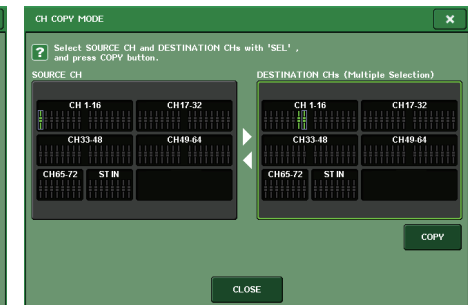 CH COPY MODE
Select SOURCE CH and DESTINATION CHs with 'SEL' ,
and press COPY button.
SOURCE CH
CH 1-16
CH17-32
CH33-48
CH49-64
CH65-72
ST IN
DESTINATION CHs (Multiple Selection)
CH 1-16
CH17-32
CH33-48
CH49-64
CH65-72
ST IN
COPY
CLOSE